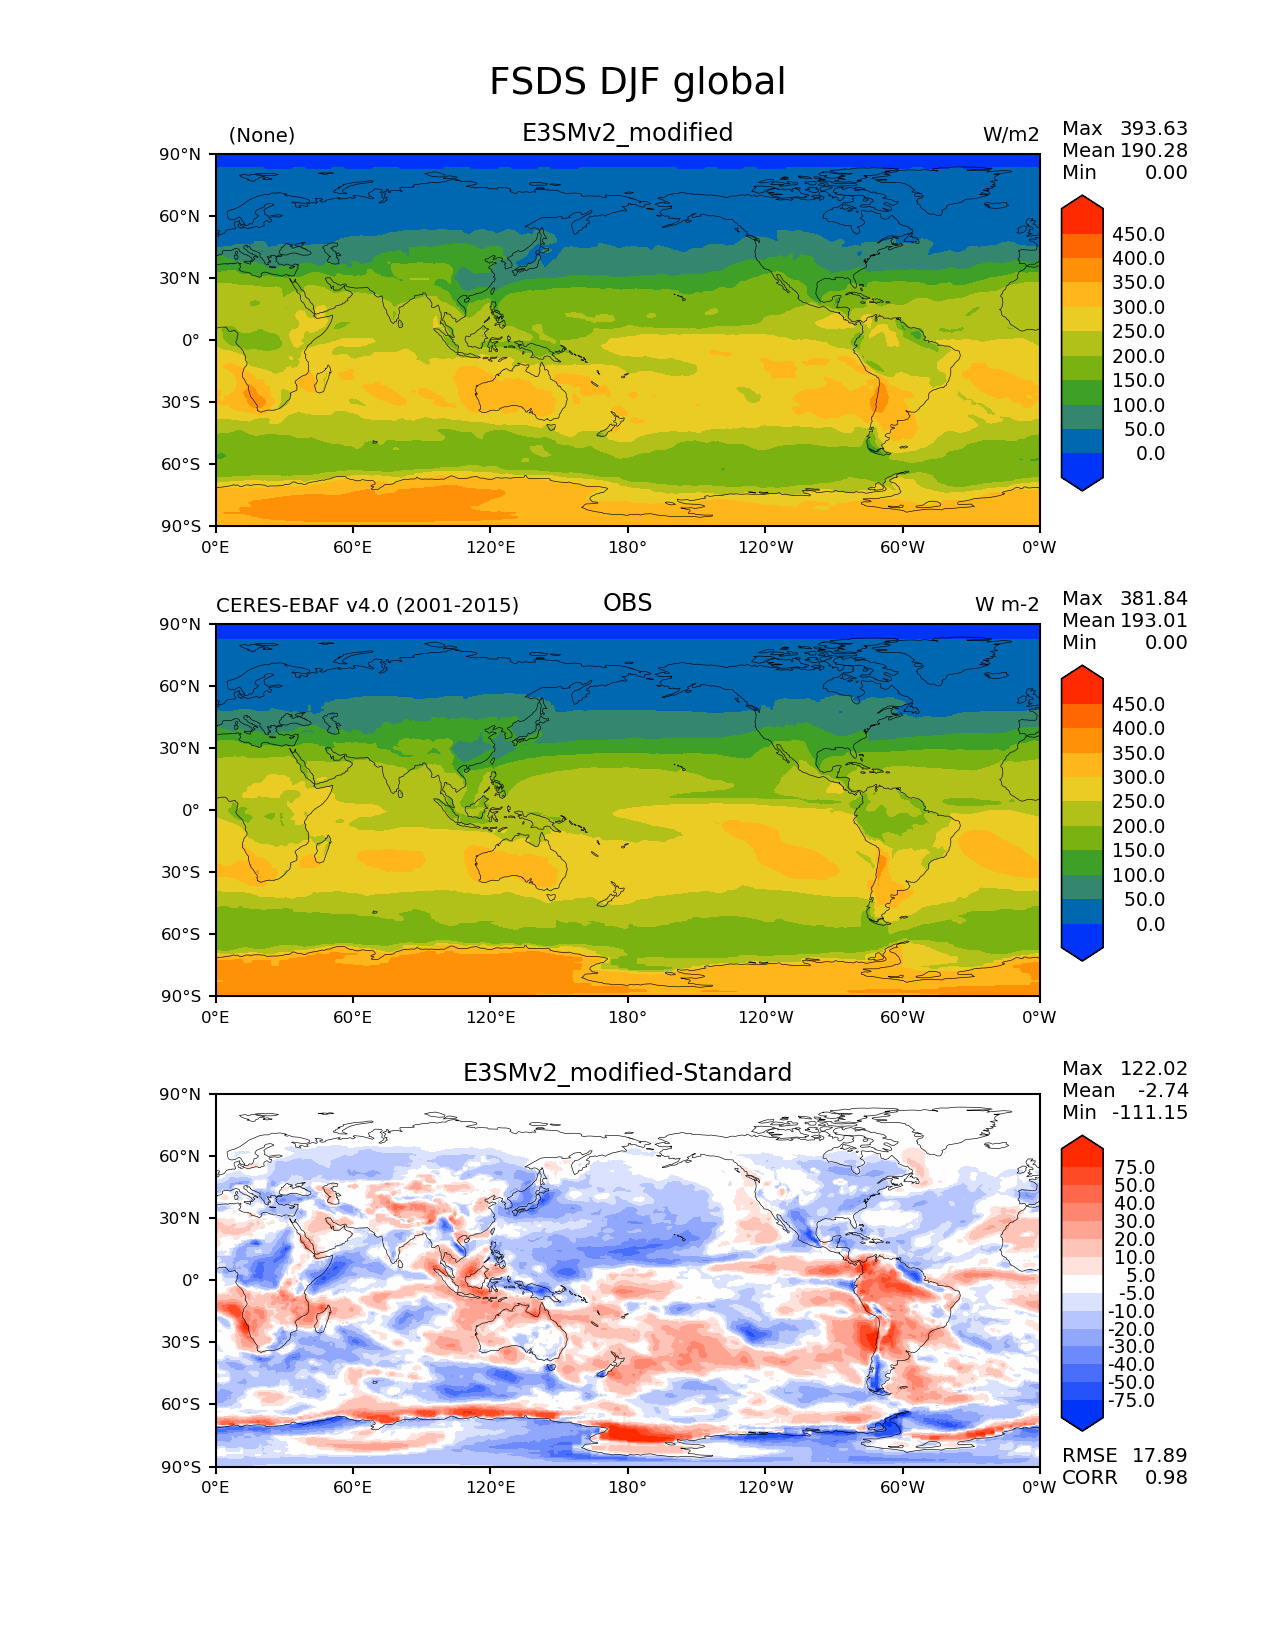 FSDS DJF global
(None) E3SMv2_modified W/m2
Max 393.63
Mean 190.28
Min 0.00
90°N
60°N
30°N
0°
30°S
60°S
90°S
0°E 60°E 120°E 180° 120°W 60°W 0°W
450.0
400.0
350.0
300.0
250.0
200.0
150.0
100.0
50.0
0.0
CERES-EBAF v4.0 (2001-2015) OBS W m-2
Max 381.84
Mean 193.01
Min 0.00
90°N
60°N
30°N
0°
30°S
60°S
90°S
0°E 60°E 120°E 180° 120°W 60°W 0°W
450.0
400.0
350.0
300.0
250.0
200.0
150.0
100.0
50.0
0.0
E3SMv2_modified-Standard
Max 122.02
Mean -2.74
Min -111.15
90°N
60°N
30°N
0°
30°S
60°S
90°S
0°E 60°E 120°E 180° 120°W 60°W 0°W
75.0
50.0
40.0
30.0
20.0
10.0
5.0
-5.0
-10.0
-20.0
-30.0
-40.0
-50.0
-75.0
RMSE 17.89
CORR 0.98